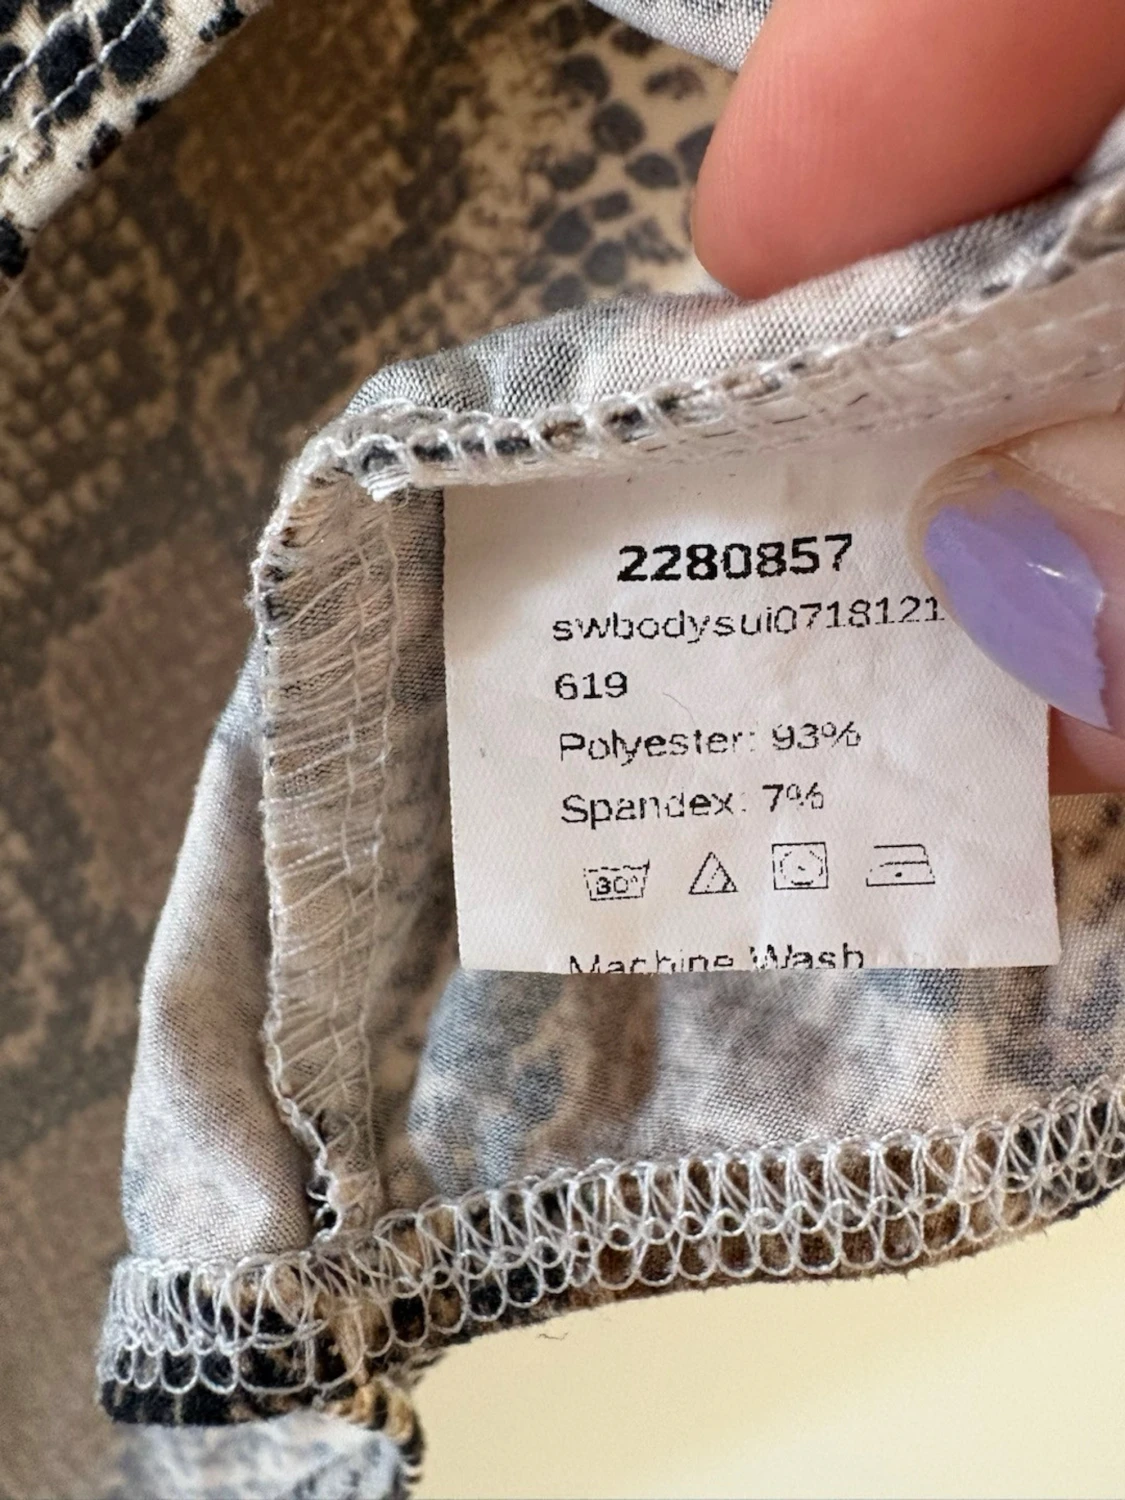 2280857
swbodysui0718121
619
Polyester: 93%
Spandex: 7%
30°
Machine Wash